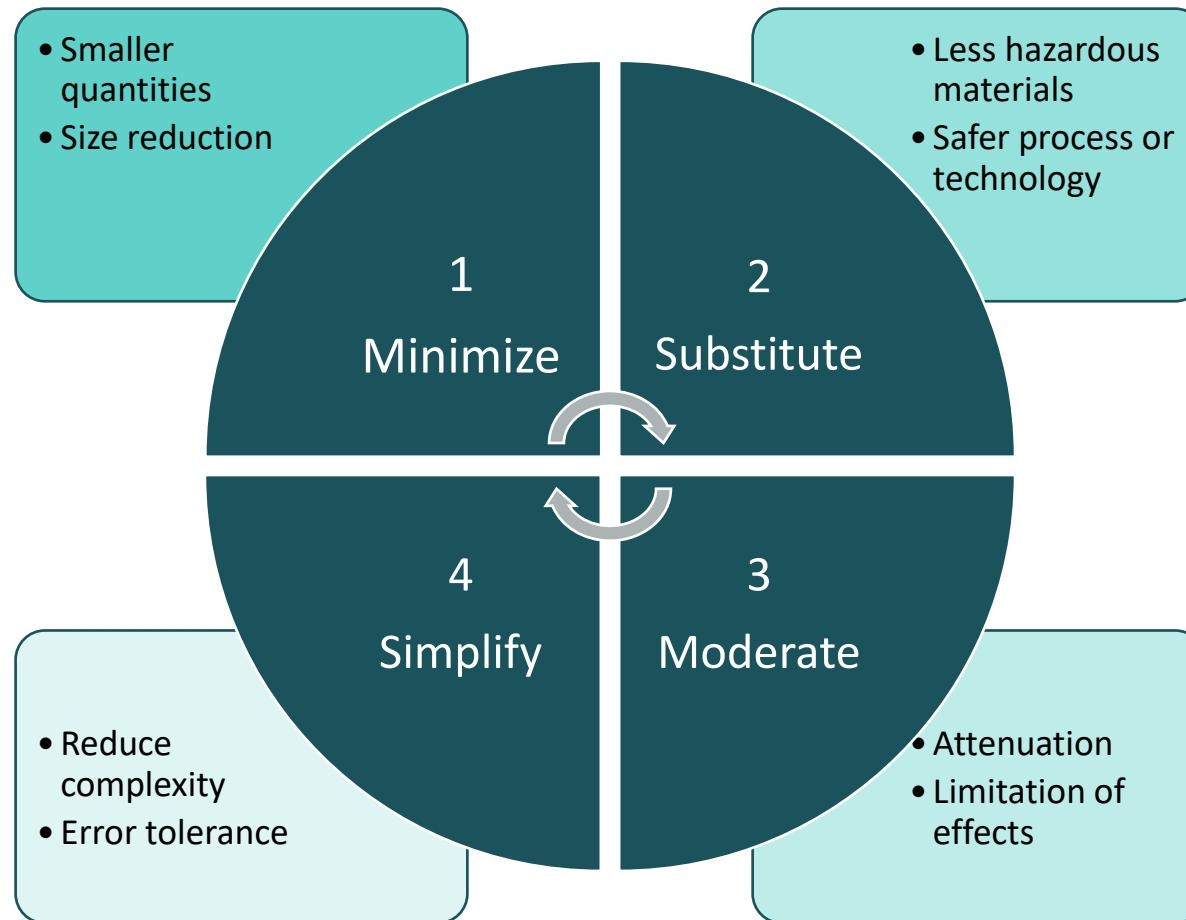 • Smaller
quantities
• Size reduction
• Less hazardous
materials
• Safer process or
technology
1
Minimize
2
Substitute
4
Simplify
3
Moderate
• Reduce
complexity
• Error tolerance
• Attenuation
• Limitation of
effects